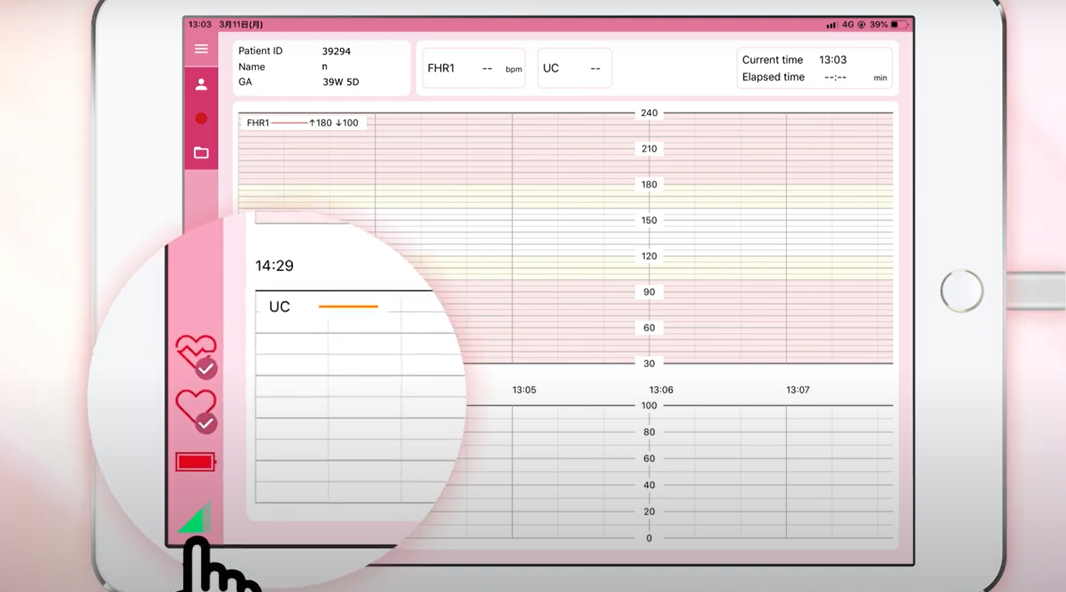 13:03 3月11日(月)
4G 39%
Patient ID 39294
Name n
GA 39W 5D
FHR1 -- bpm
UC --
Current time 13:03
Elapsed time --:-- min
FHR1 ↑180 ↓100
240
210
180
150
120
90
60
30
14:29
UC
13:05 13:06 13:07
100
80
60
40
20
0